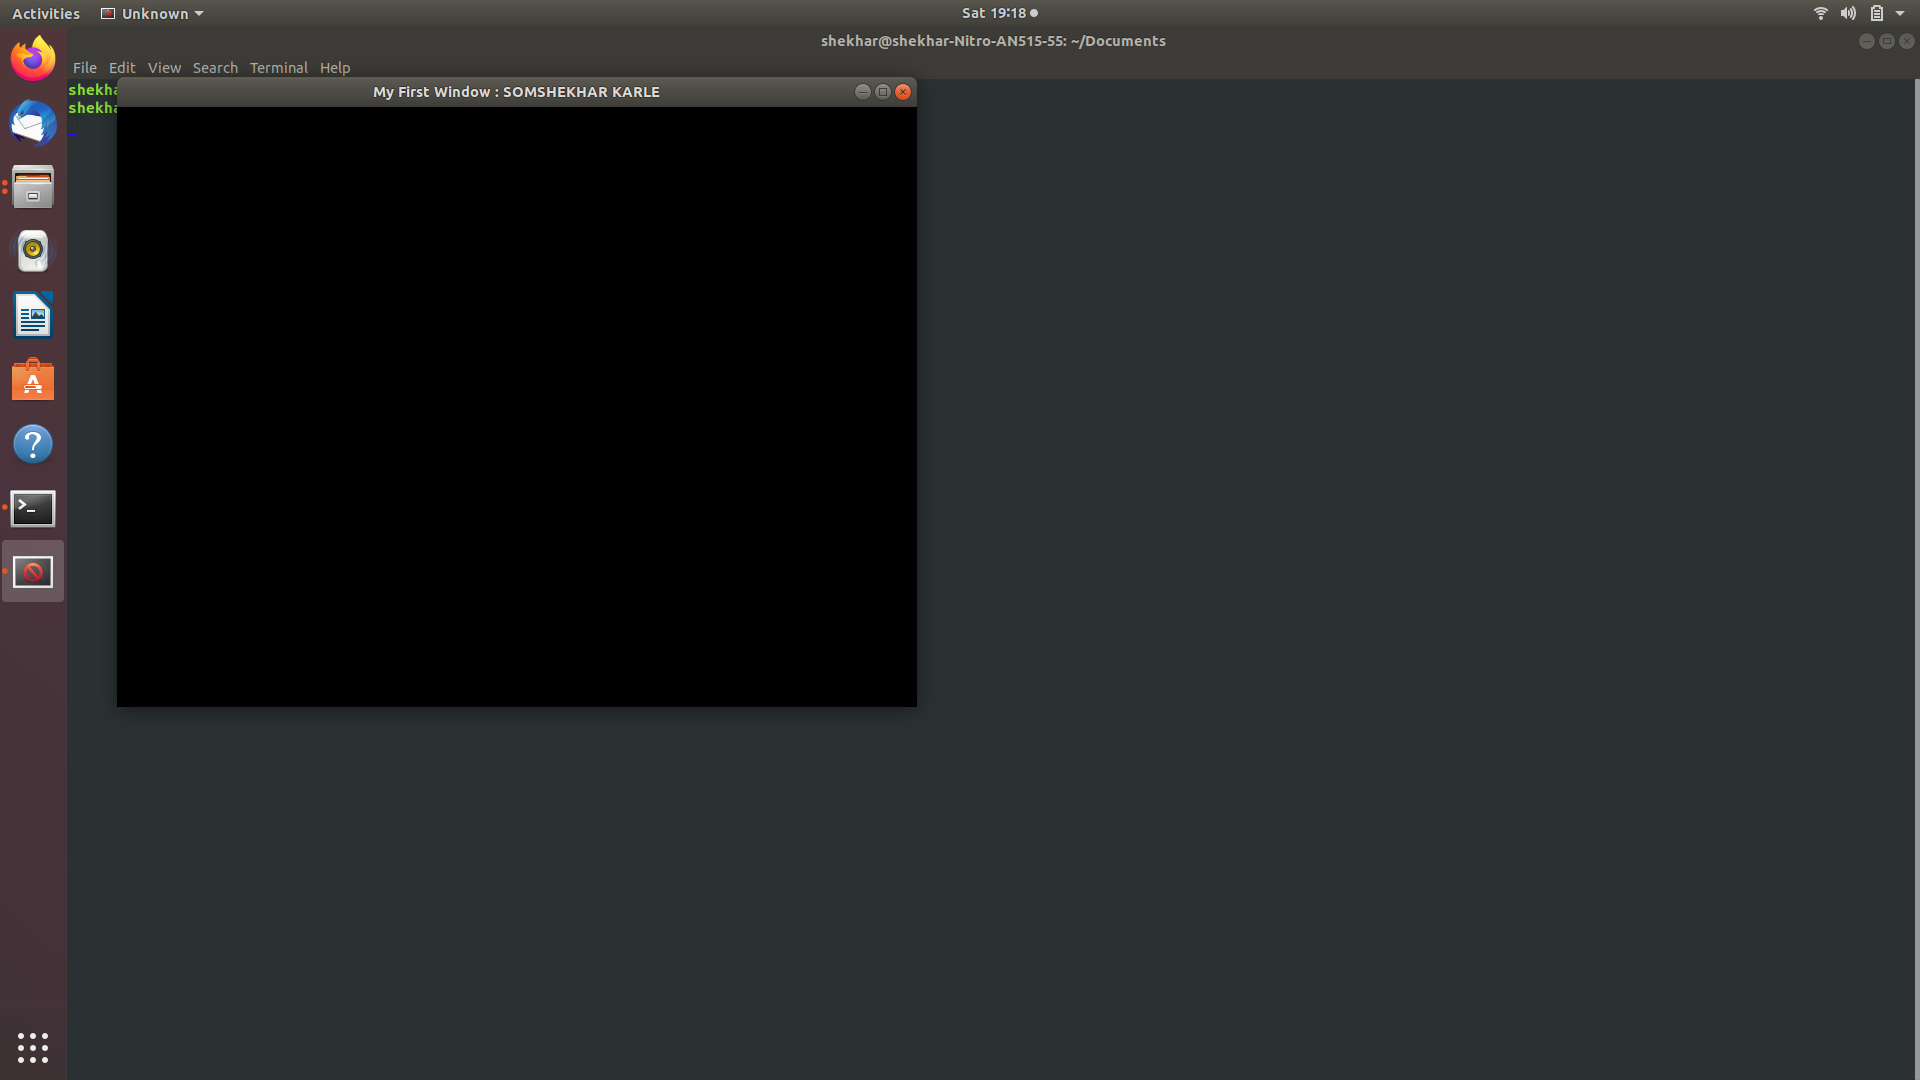 Activities Unknown Sat 19:18
shekhar@shekhar-Nitro-AN515-55: ~/Documents
File Edit View Search Terminal Help
shekha
My First Window : SOMSHEKHAR KARLE
shekha